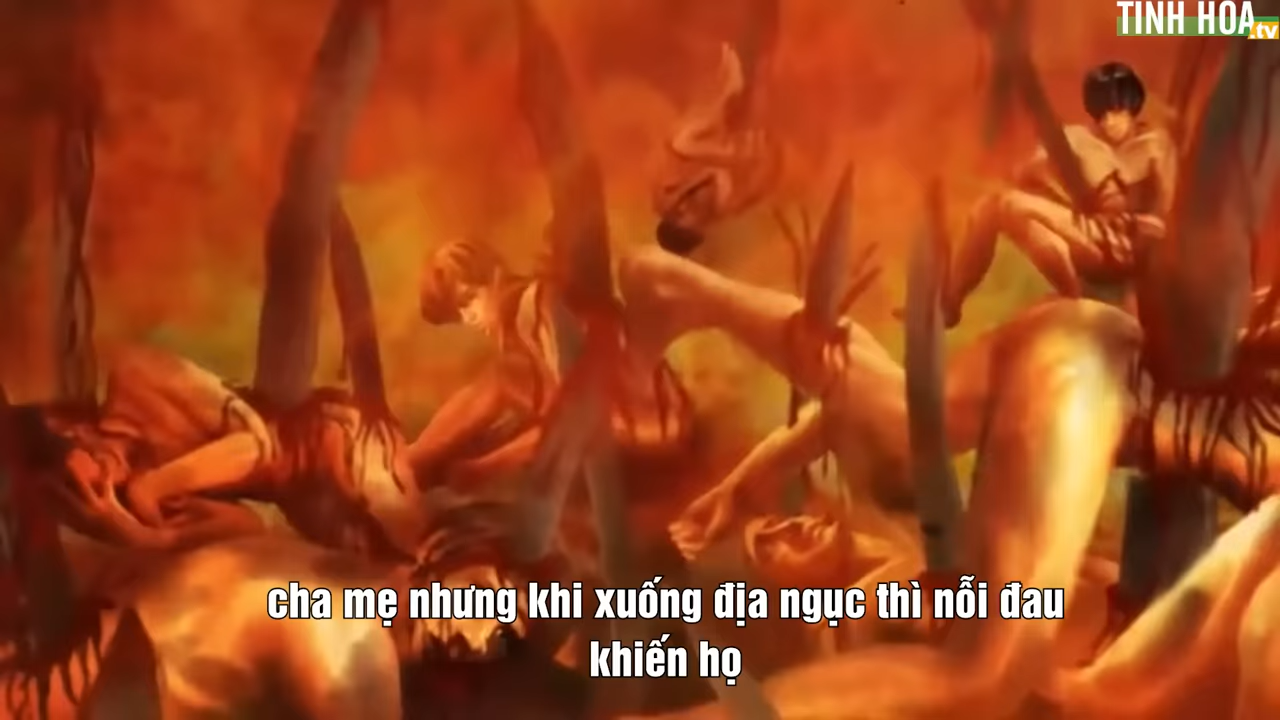 TINH HOA
.tv
cha mẹ nhưng khi xuống địa ngục thì nỗi đau
khiến họ